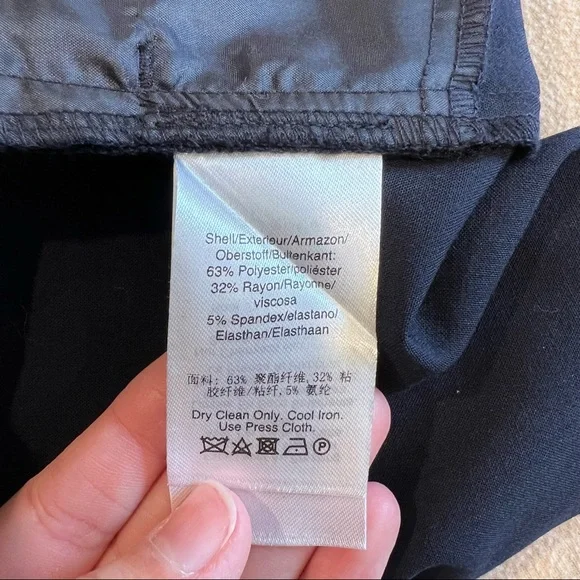 Shell/Exterieur/Armazon/
Oberstoff/Buitenkant:
63% Polyester/poliéster
32% Rayon/Rayonne/
viscosa
5% Spandex/elastano/
Elasthan/Elasthaan
面料: 63% 聚酯纤维,32% 粘
胶纤维/粘纤,5% 氨纶
Dry Clean Only. Cool Iron.
Use Press Cloth.
P